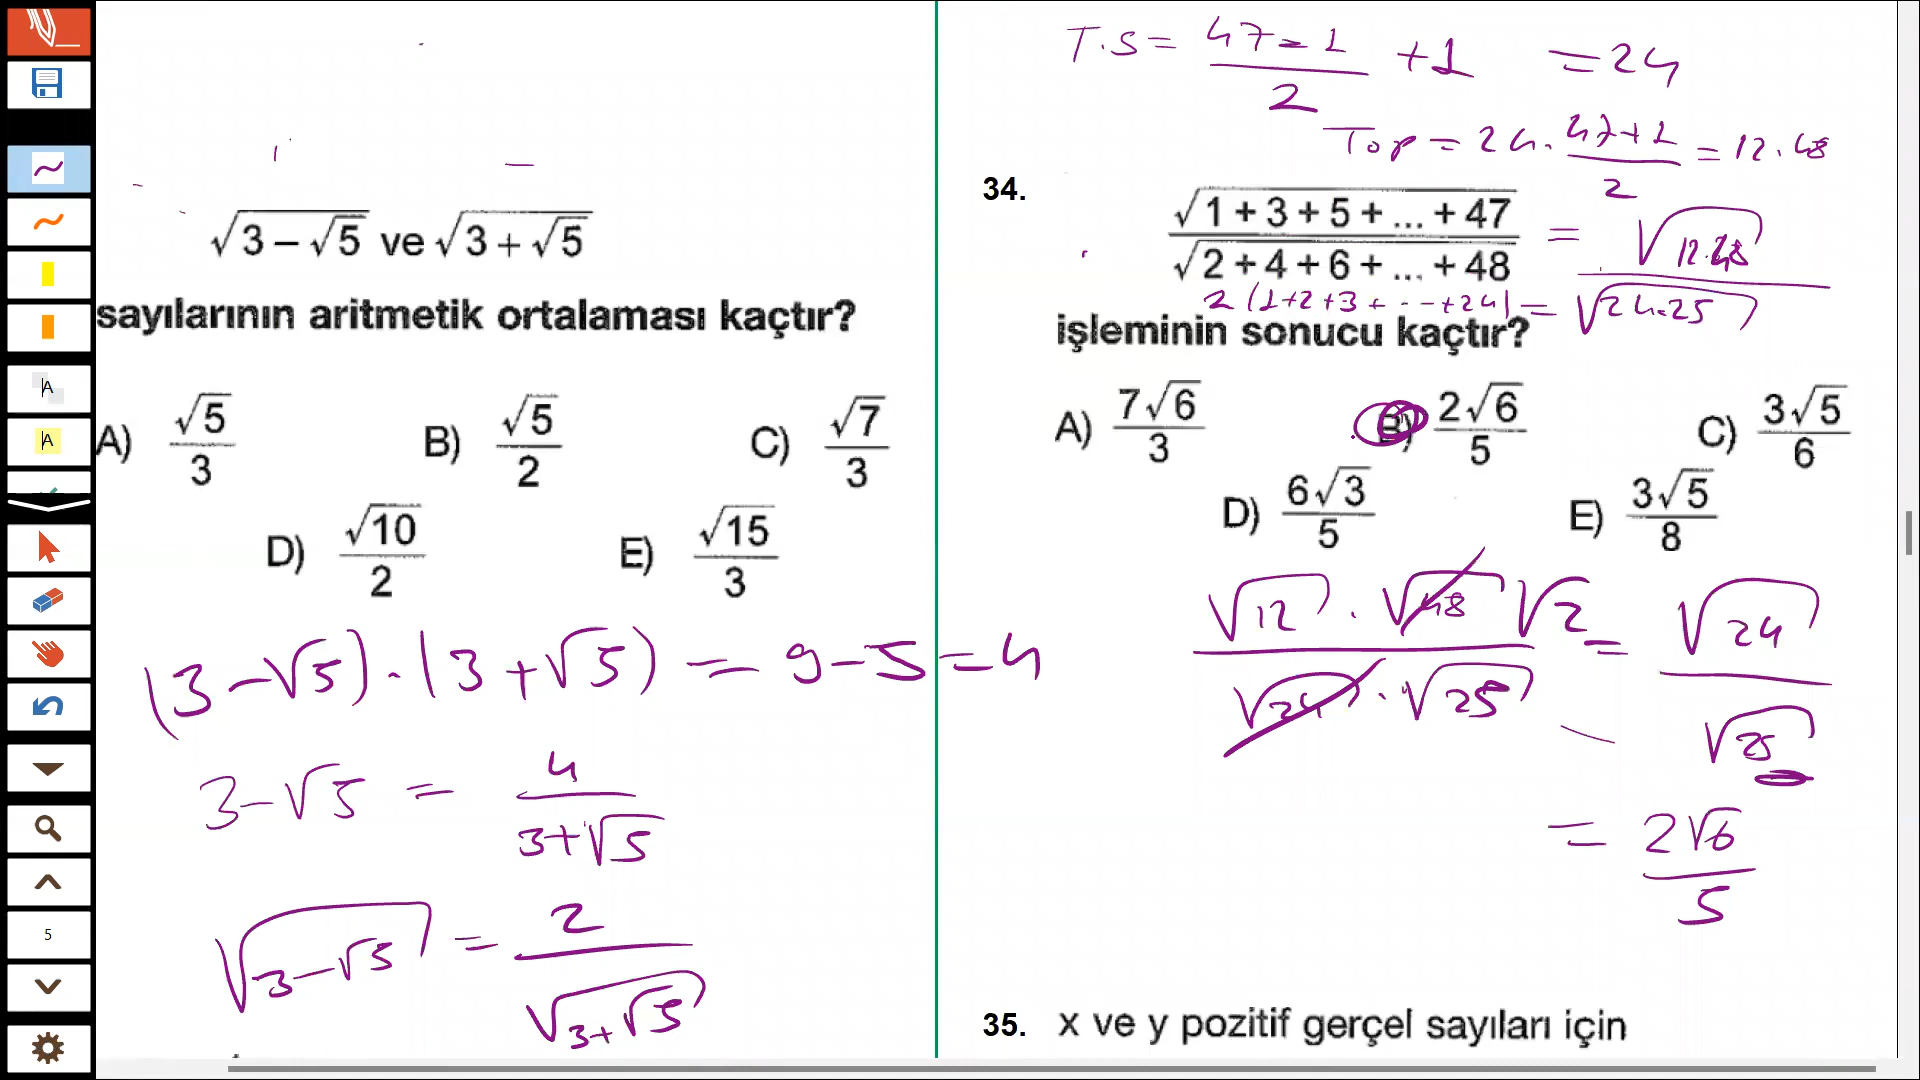 √3 − √5 ve √3 + √5
sayılarının aritmetik ortalaması kaçtır?
A) √5/3 B) √5/2 C) √7/3
D) √10/2 E) √15/3
(3 − √5) . (3 + √5) = 9 − 5 = 4
3 − √5 = 4/(3 + √5)
√(3 − √5) = 2/√(3 + √5)
T.S = (47 − 1)/2 + 1 = 24
Top = 24 . (47 + 1)/2 = 12 . 48
34.
√(1 + 3 + 5 + ... + 47) / √(2 + 4 + 6 + ... + 48) = √(12.48) / √(24.25)
2 (1+2+3+ ... +24) =
işleminin sonucu kaçtır?
A) 7√6/3 B) 2√6/5 C) 3√5/6
D) 6√3/5 E) 3√5/8
√12 . √48 √2 / √24 . √25 = √24 / √25
= 2√6/5
35. x ve y pozitif gerçel sayıları için
A
A
5